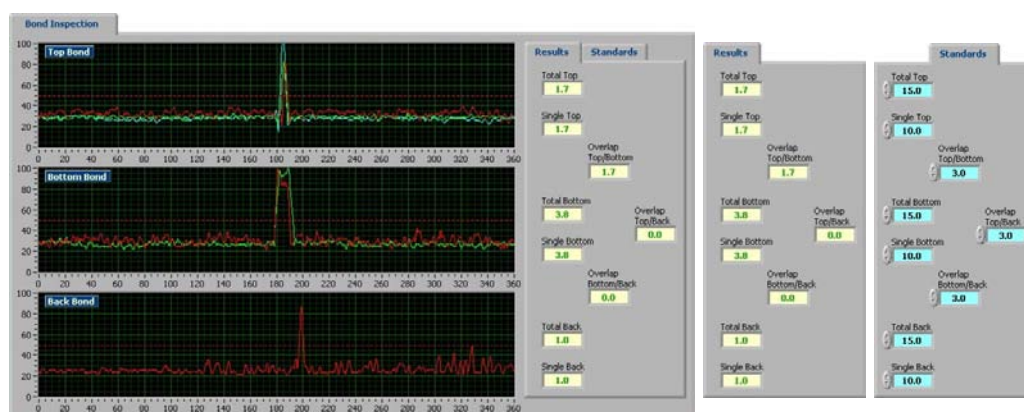 Bond Inspection
Top Bond
100
80
60
40
20
0
0 20 40 60 80 100 120 140 160 180 200 220 240 260 280 300 320 340 360
Bottom Bond
100
80
60
40
20
0
0 20 40 60 80 100 120 140 160 180 200 220 240 260 280 300 320 340 360
Back Bond
100
80
60
40
20
0
0 20 40 60 80 100 120 140 160 180 200 220 240 260 280 300 320 340 360
Results Standards
Total Top
1.7
Single Top
1.7
Overlap
Top/Bottom
1.7
Total Bottom
3.8
Overlap
Top/Back
0.0
Single Bottom
3.8
Overlap
Bottom/Back
0.0
Total Back
1.0
Single Back
1.0
Results
Total Top
1.7
Single Top
1.7
Overlap
Top/Bottom
1.7
Total Bottom
3.8
Overlap
Top/Back
0.0
Single Bottom
3.8
Overlap
Bottom/Back
0.0
Total Back
1.0
Single Back
1.0
Standards
Total Top
15.0
Single Top
10.0
Overlap
Top/Bottom
3.0
Total Bottom
15.0
Overlap
Top/Back
3.0
Single Bottom
10.0
Overlap
Bottom/Back
3.0
Total Back
15.0
Single Back
10.0